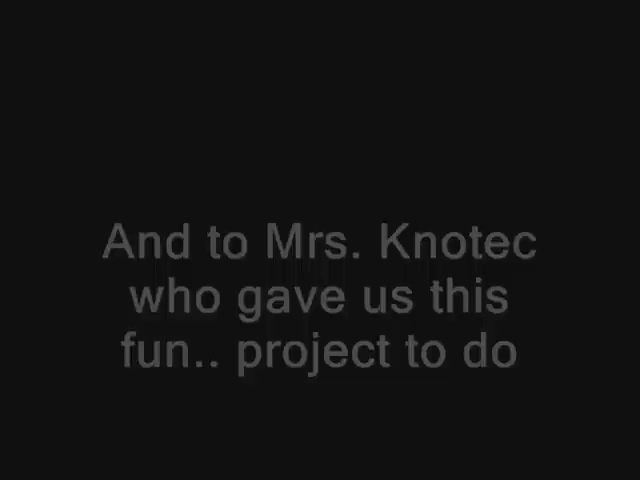 And to Mrs. Knotec
who gave us this
fun.. project to do